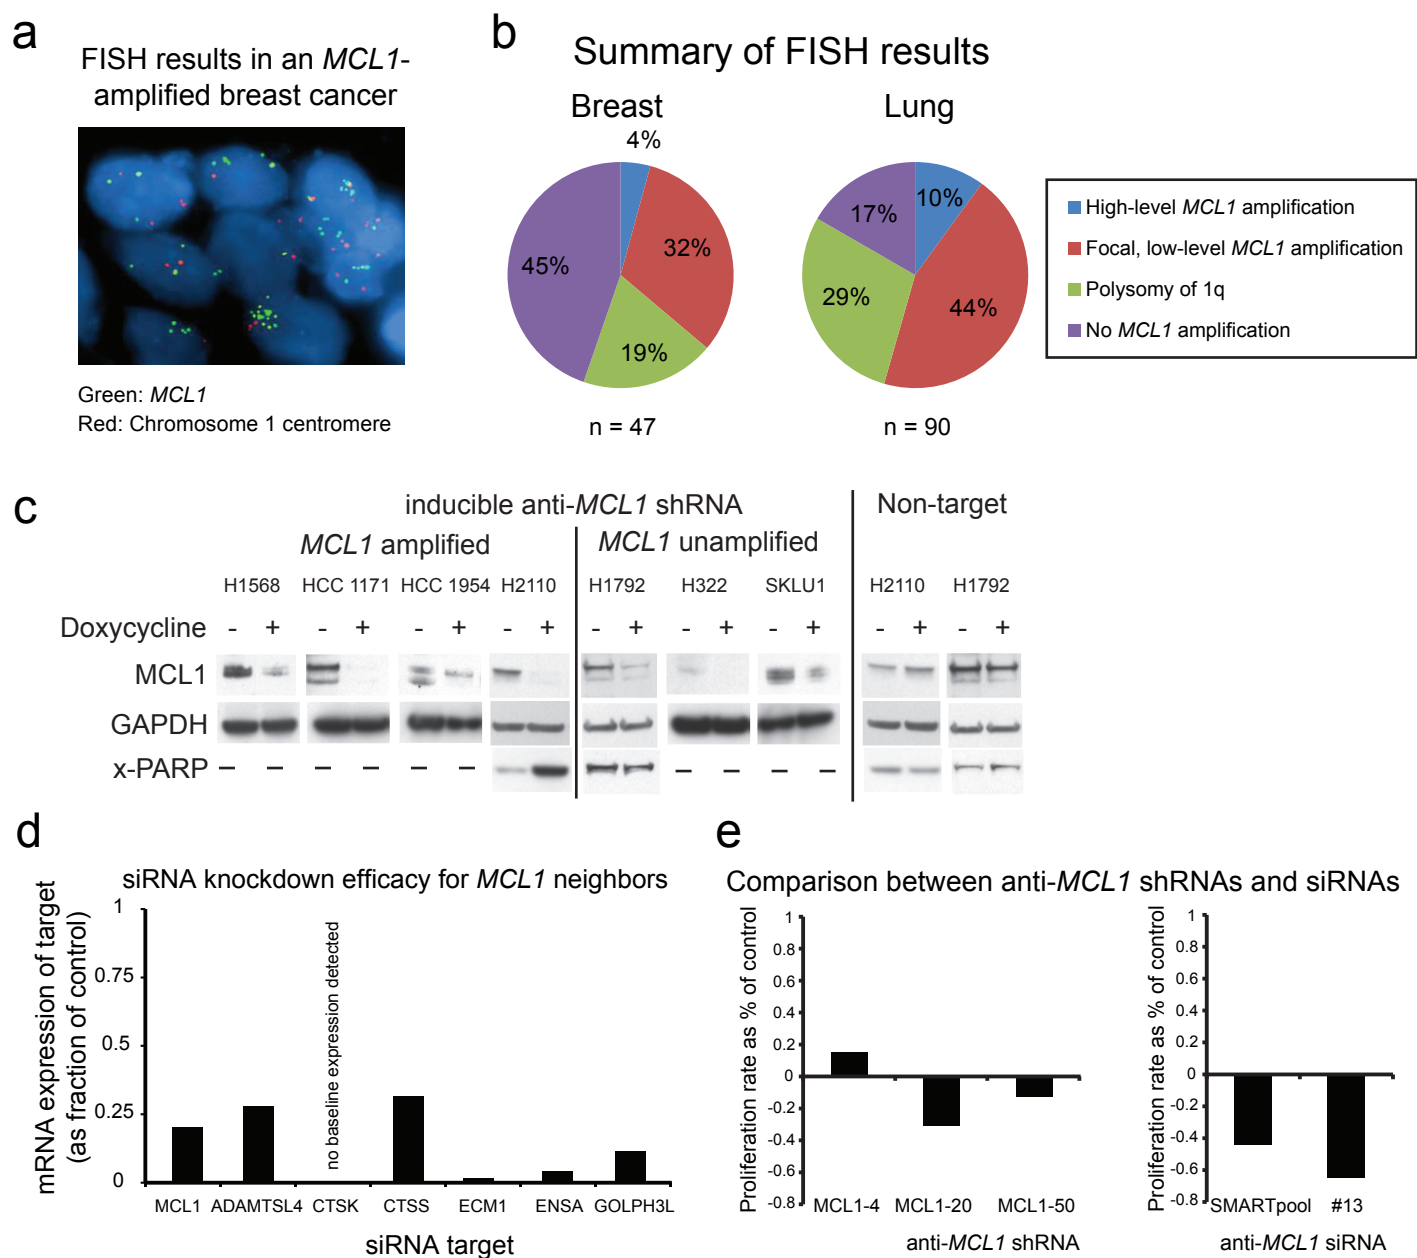 a
FISH results in an MCL1-
amplified breast cancer
Green: MCL1
Red: Chromosome 1 centromere
b
Summary of FISH results
Breast
4%
32%
19%
45%
n = 47
Lung
10%
44%
29%
17%
n = 90
High-level MCL1 amplification
Focal, low-level MCL1 amplification
Polysomy of 1q
No MCL1 amplification
c
inducible anti-MCL1 shRNA
Non-target
MCL1 amplified
MCL1 unamplified
H1568 HCC 1171 HCC 1954 H2110 H1792 H322 SKLU1 H2110 H1792
Doxycycline - + - + - + - + - + - + - + - + - +
MCL1
GAPDH
x-PARP – – – – – – – – – –
d
siRNA knockdown efficacy for MCL1 neighbors
mRNA expression of target
(as fraction of control)
1
0.75
0.5
0.25
0
no baseline expression detected
MCL1 ADAMTSL4 CTSK CTSS ECM1 ENSA GOLPH3L
siRNA target
e
Comparison between anti-MCL1 shRNAs and siRNAs
Proliferation rate as % of control
1
0.8
0.6
0.4
0.2
0
-0.2
-0.4
-0.6
-0.8
MCL1-4 MCL1-20 MCL1-50
anti-MCL1 shRNA
Proliferation rate as % of control
1
0.8
0.6
0.4
0.2
0
-0.2
-0.4
-0.6
-0.8
SMARTpool #13
anti-MCL1 siRNA